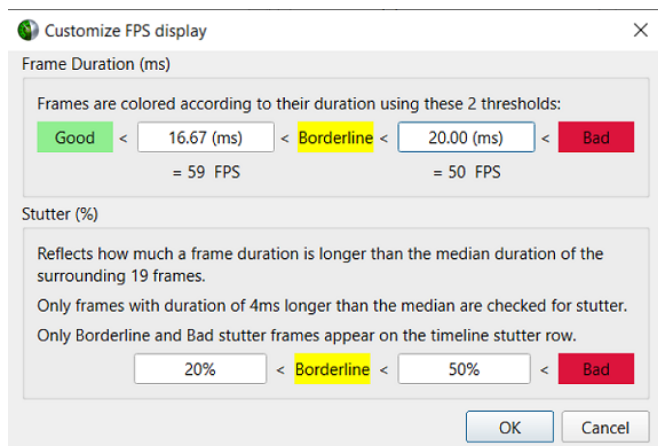 Customize FPS display
Frame Duration (ms)
Frames are colored according to their duration using these 2 thresholds:
Good < 16.67 (ms) < Borderline < 20.00 (ms) < Bad
= 59 FPS = 50 FPS
Stutter (%)
Reflects how much a frame duration is longer than the median duration of the
surrounding 19 frames.
Only frames with duration of 4ms longer than the median are checked for stutter.
Only Borderline and Bad stutter frames appear on the timeline stutter row.
20% < Borderline < 50% < Bad
OK Cancel